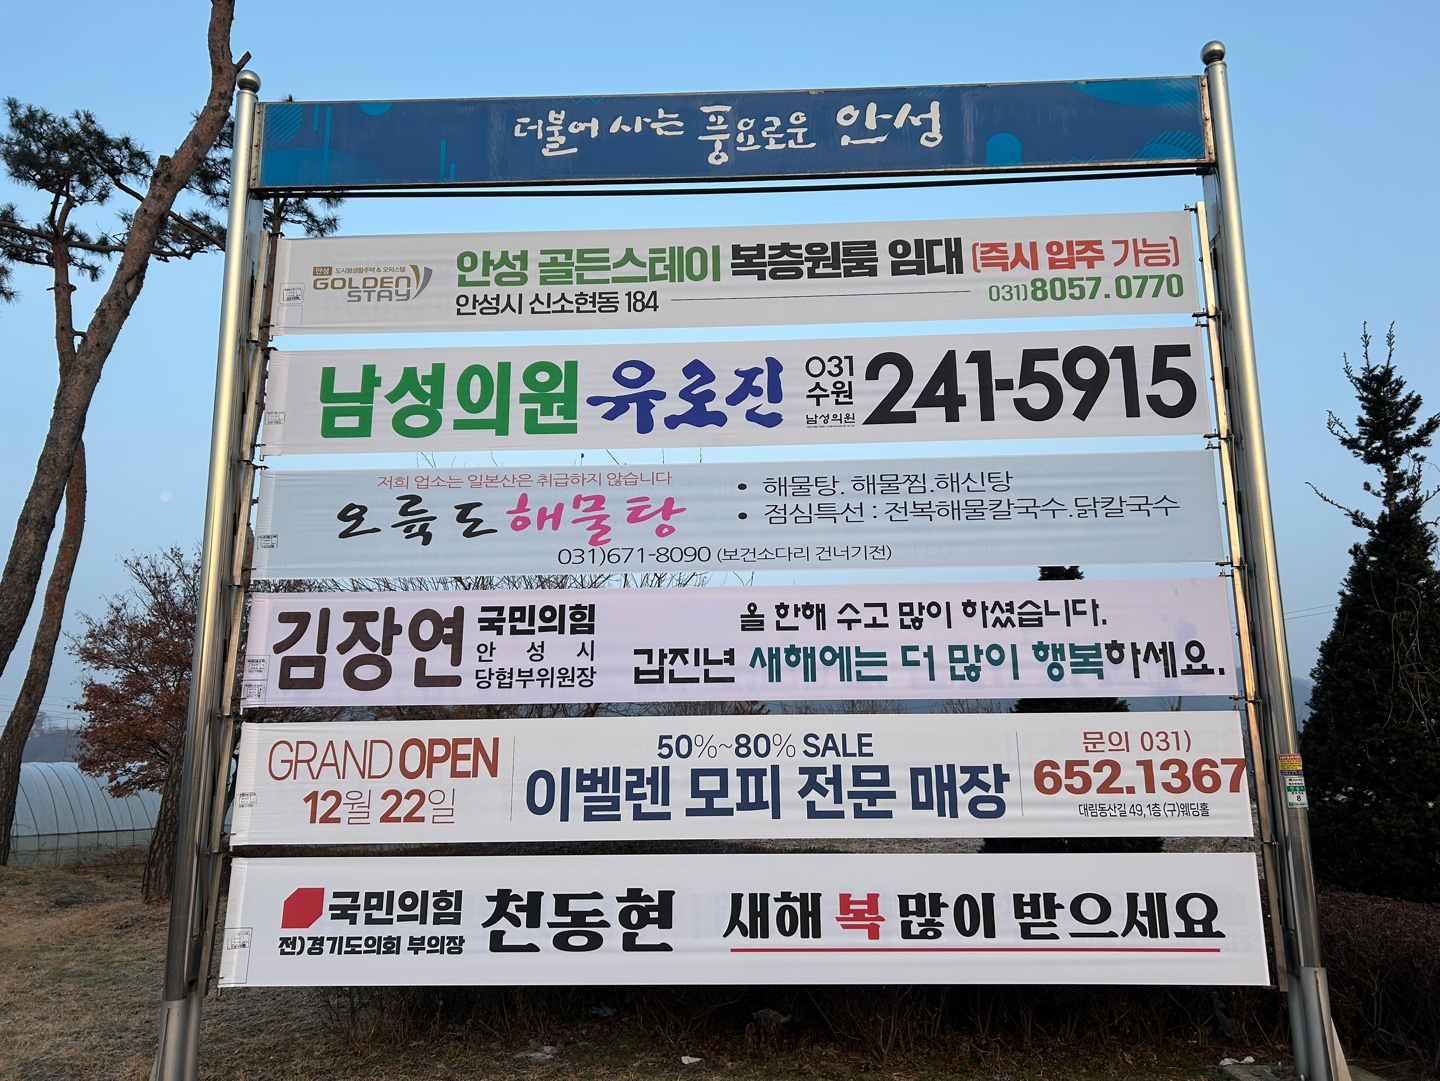 더불어 사는 풍요로운 안성
안성 도시형생활주택 & 오피스텔
GOLDEN
STAY
안성 골든스테이 복층원룸 임대 (즉시 입주 가능)
안성시 신소현동 184
031)8057.0770
남성의원 유로진
031
수원
남성의원
241-5915
저희 업소는 일본산은 취급하지 않습니다
오륙도 해물탕
• 해물탕. 해물찜.해신탕
• 점심특선 : 전복해물칼국수.닭칼국수
031)671-8090 (보건소다리 건너기전)
김장연
국민의힘
안성시
당협부위원장
올 한해 수고 많이 하셨습니다.
갑진년 새해에는 더 많이 행복하세요.
GRAND OPEN
12월 22일
50%~80% SALE
이벨렌 모피 전문 매장
문의 031)
652.1367
대림동산길 49, 1층 (구)웨딩홀
국민의힘
전)경기도의회 부의장
천동현
새해 복 많이 받으세요